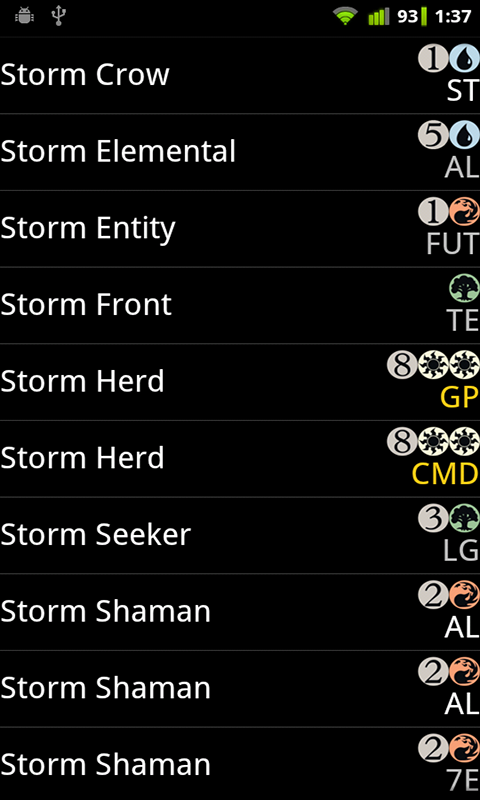 93 1:37
Storm Crow 1
ST
Storm Elemental 5
AL
Storm Entity 1
FUT
Storm Front
TE
Storm Herd 8
GP
Storm Herd 8
CMD
Storm Seeker 3
LG
Storm Shaman 2
AL
Storm Shaman 2
AL
Storm Shaman 2
7E